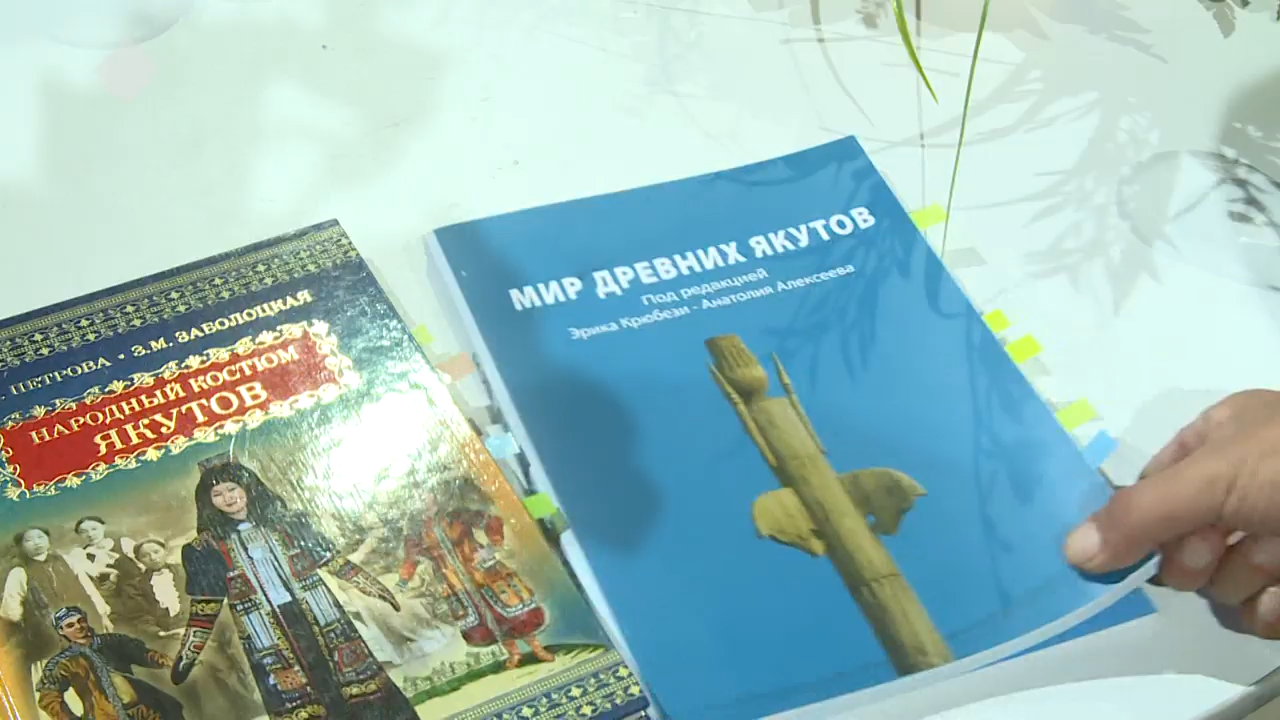 ПЕТРОВА • З.М. ЗАБОЛОЦКАЯ
НАРОДНЫЙ КОСТЮМ
ЯКУТОВ
МИР ДРЕВНИХ ЯКУТОВ
Под редакцией
Эрика Крюбези - Анатолия Алексеева